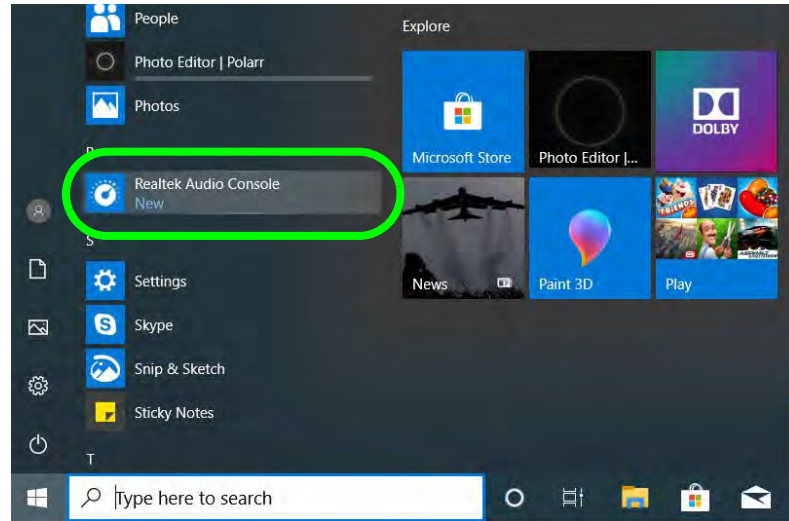 People
Photo Editor | Polarr
Photos
Realtek Audio Console
New
S
Settings
Skype
Snip & Sketch
Sticky Notes
T
Type here to search
Explore
Microsoft Store
Photo Editor |...
DOLBY
News
Paint 3D
FRIENDS
Play